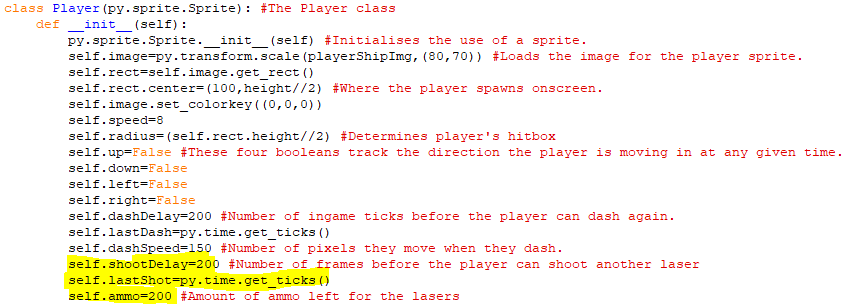 class Player(py.sprite.Sprite): #The Player class
    def __init__(self):
        py.sprite.Sprite.__init__(self) #Initialises the use of a sprite.
        self.image=py.transform.scale(playerShipImg,(80,70)) #Loads the image for the player sprite.
        self.rect=self.image.get_rect()
        self.rect.center=(100,height//2) #Where the player spawns onscreen.
        self.image.set_colorkey((0,0,0))
        self.speed=8
        self.radius=(self.rect.height//2) #Determines player's hitbox
        self.up=False #These four booleans track the direction the player is moving in at any given time.
        self.down=False
        self.left=False
        self.right=False
        self.dashDelay=200 #Number of ingame ticks before the player can dash again.
        self.lastDash=py.time.get_ticks()
        self.dashSpeed=150 #Number of pixels they move when they dash.
        self.shootDelay=200 #Number of frames before the player can shoot another laser
        self.lastShot=py.time.get_ticks()
        self.ammo=200 #Amount of ammo left for the lasers